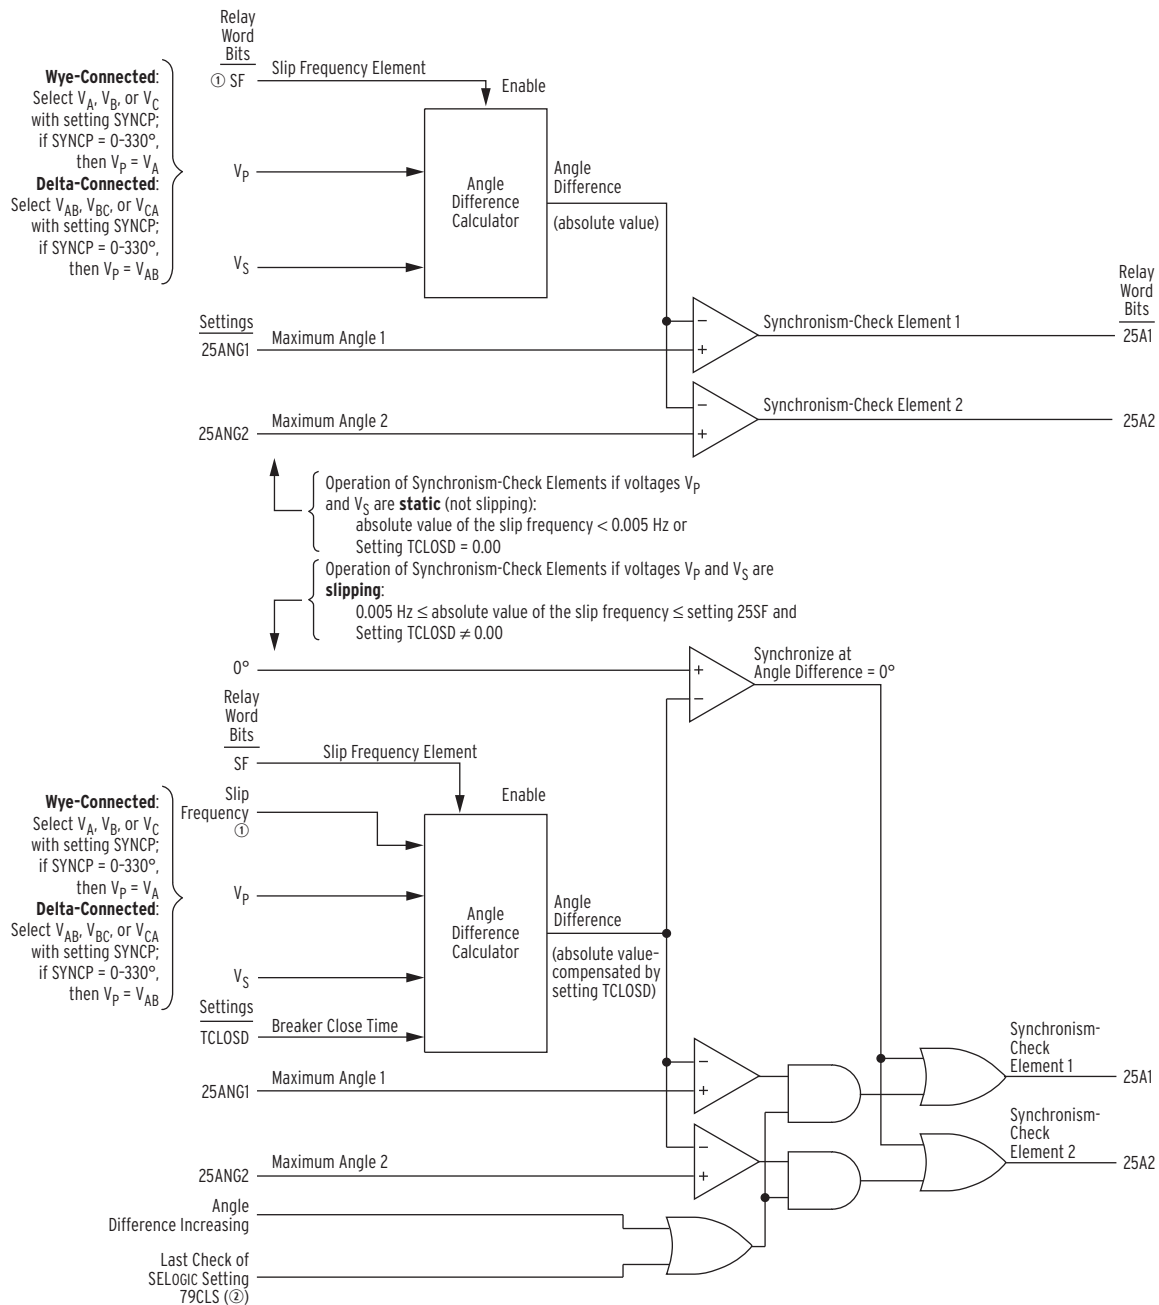 Relay
Word
Bits
① SF
Slip Frequency Element
Enable
Wye-Connected:
Select VA, VB, or VC
with setting SYNCP;
if SYNCP = 0-330°,
then VP = VA
Delta-Connected:
Select VAB, VBC, or VCA
with setting SYNCP;
if SYNCP = 0-330°,
then VP = VAB
VP
VS
Angle
Difference
Calculator
Angle
Difference
(absolute value)
Settings
25ANG1
Maximum Angle 1
25ANG2
Maximum Angle 2
−
+
−
+
Synchronism-Check Element 1
Synchronism-Check Element 2
Relay
Word
Bits
25A1
25A2
Operation of Synchronism-Check Elements if voltages VP
and VS are static (not slipping):
absolute value of the slip frequency < 0.005 Hz or
Setting TCLOSD = 0.00
Operation of Synchronism-Check Elements if voltages VP and VS are
slipping:
0.005 Hz ≤ absolute value of the slip frequency ≤ setting 25SF and
Setting TCLOSD ≠ 0.00
0°
+
−
Synchronize at
Angle Difference = 0°
Relay
Word
Bits
SF
Slip Frequency Element
Enable
Slip
Frequency
①
Wye-Connected:
Select VA, VB, or VC
with setting SYNCP;
if SYNCP = 0-330°,
then VP = VA
Delta-Connected:
Select VAB, VBC, or VCA
with setting SYNCP;
if SYNCP = 0-330°,
then VP = VAB
VP
VS
Angle
Difference
Calculator
Angle
Difference
(absolute value-
compensated by
setting TCLOSD)
Settings
TCLOSD
Breaker Close Time
25ANG1
Maximum Angle 1
−
+
25ANG2
Maximum Angle 2
−
+
Synchronism-
Check
Element 1
25A1
Synchronism-
Check
Element 2
25A2
Angle
Difference Increasing
Last Check of
SELOGIC Setting
79CLS (②)